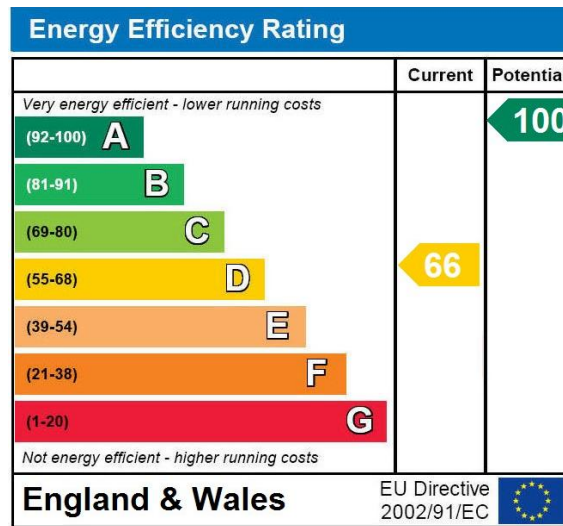 Energy Efficiency Rating
Current Potentia
Very energy efficient - lower running costs
(92-100) A 100
(81-91) B
(69-80) C
(55-68) D 66
(39-54) E
(21-38) F
(1-20) G
Not energy efficient - higher running costs
England & Wales
EU Directive
2002/91/EC